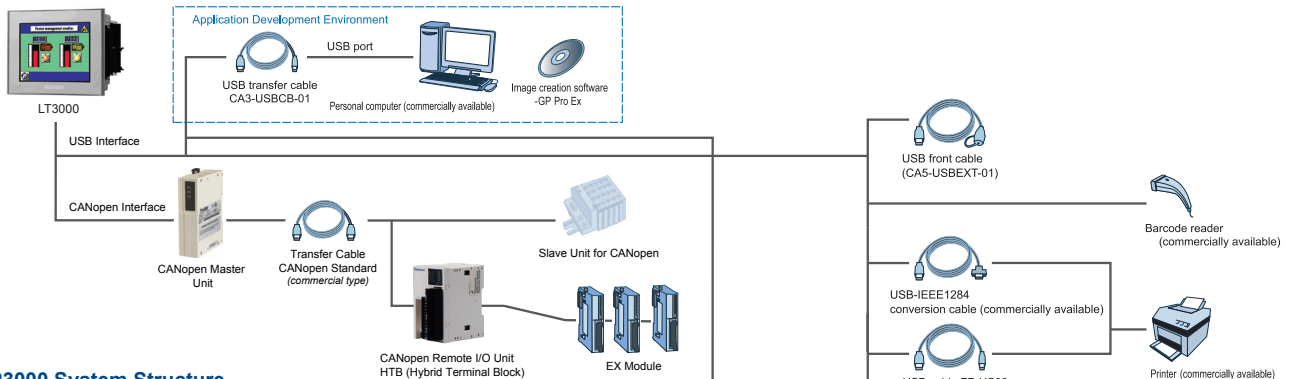 Application Development Environment
USB port
USB transfer cable
CA3-USBCB-01
Personal computer (commercially available)
Image creation software
-GP Pro Ex
LT3000
USB Interface
USB front cable
(CA5-USBEXT-01)
CANopen Interface
Barcode reader
(commercially available)
CANopen Master
Unit
Transfer Cable
CANopen Standard
(commercial type)
Slave Unit for CANopen
USB-IEEE1284
conversion cable (commercially available)
CANopen Remote I/O Unit
HTB (Hybrid Terminal Block)
EX Module
Printer (commercially available)
3000 System Structure